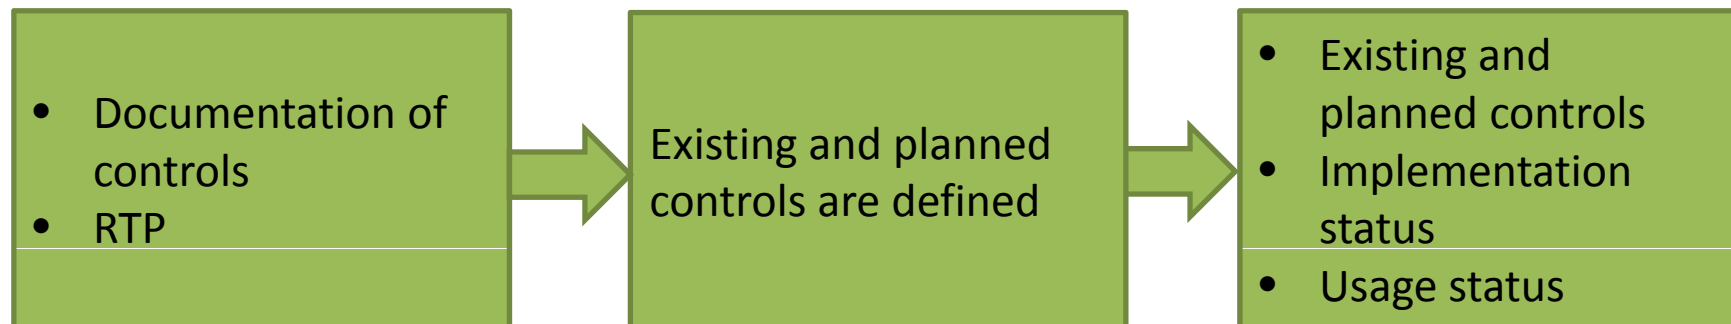 • Documentation of
controls
• RTP
Existing and planned
controls are defined
• Existing and
planned controls
• Implementation
status
• Usage status